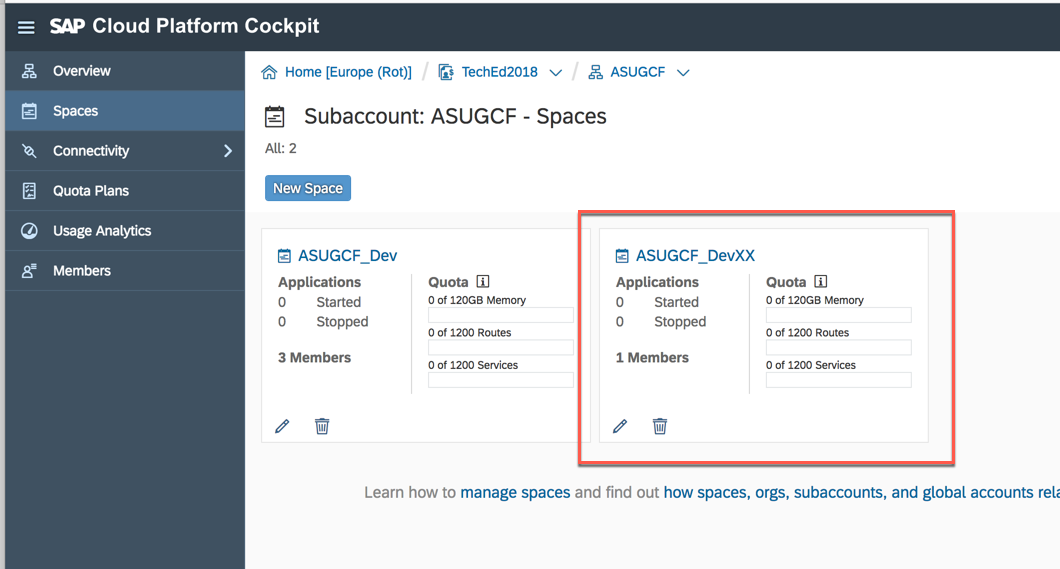 SAP Cloud Platform Cockpit
Overview
Spaces
Connectivity
Quota Plans
Usage Analytics
Members
Home [Europe (Rot)] / TechEd2018 / ASUGCF
Subaccount: ASUGCF - Spaces
All: 2
New Space
ASUGCF_Dev
Applications
0 Started
0 Stopped
3 Members
Quota
0 of 120GB Memory
0 of 1200 Routes
0 of 1200 Services
ASUGCF_DevXX
Applications
0 Started
0 Stopped
1 Members
Quota
0 of 120GB Memory
0 of 1200 Routes
0 of 1200 Services
Learn how to manage spaces and find out how spaces, orgs, subaccounts, and global accounts